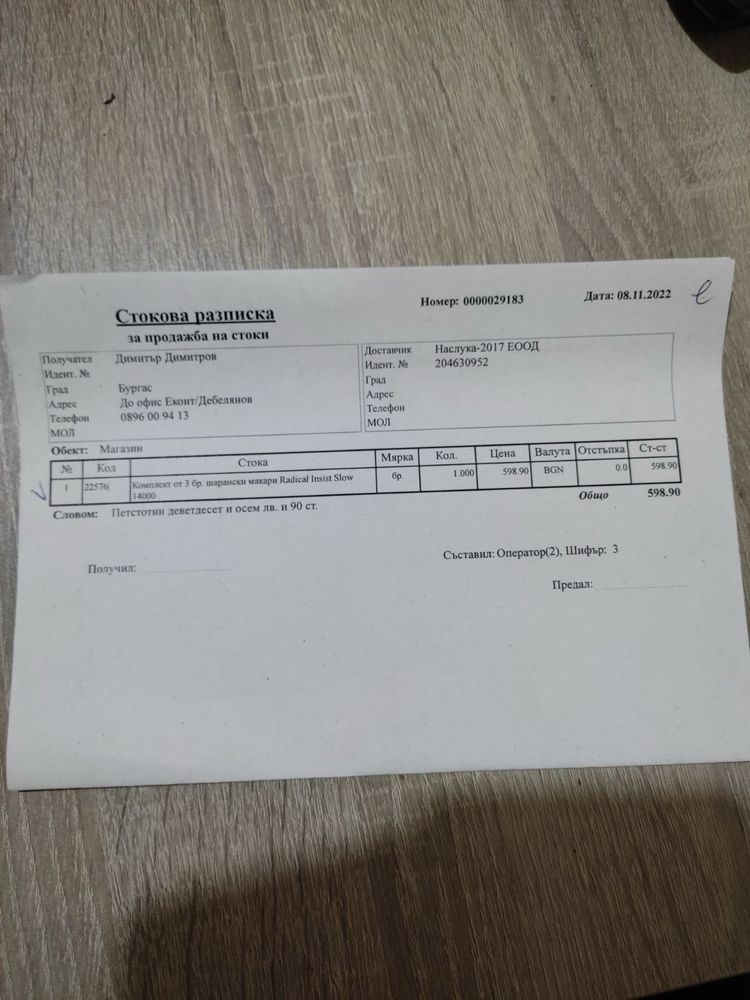 Стокова разписка
за продажба на стоки
Номер: 0000029183
Дата: 08.11.2022
Получател Димитър Димитров
Идент. №
Град Бургас
Адрес До офис Еконт/Дебелянов
Телефон 0896 00 94 13
МОЛ
Доставчик Наслука-2017 ЕООД
Идент. № 204630952
Град
Адрес
Телефон
МОЛ
Обект: Магазин
№ Код Стока Мярка Кол. Цена Валута Отстъпка Ст-ст
1 22576( Комплект от 3 бр. шарански макари Radical Insist Slow бр. 1.000 598.90 BGN 0.0 598.90
14000
Общо 598.90
Словом: Петстотин деветдесет и осем лв. и 90 ст.
Съставил: Оператор(2), Шифър: 3
Получил:
Предал: